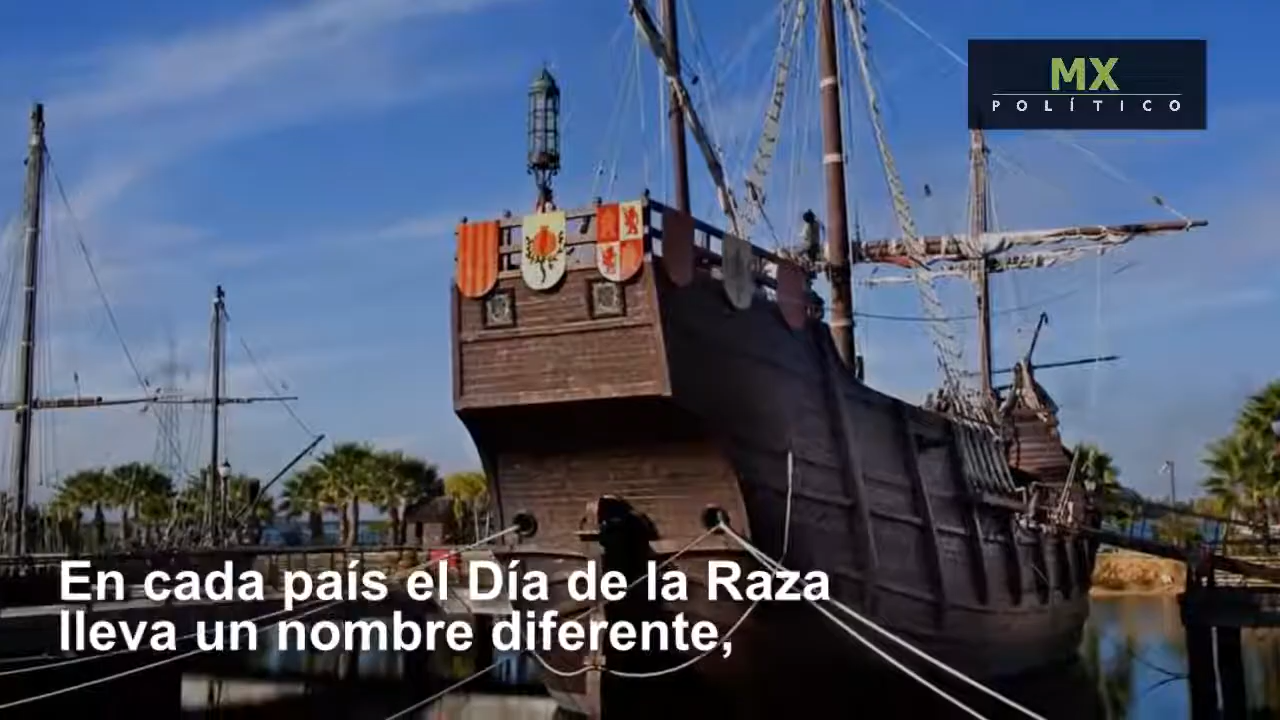 MX
POLÍTICO
En cada país el Día de la Raza
lleva un nombre diferente,